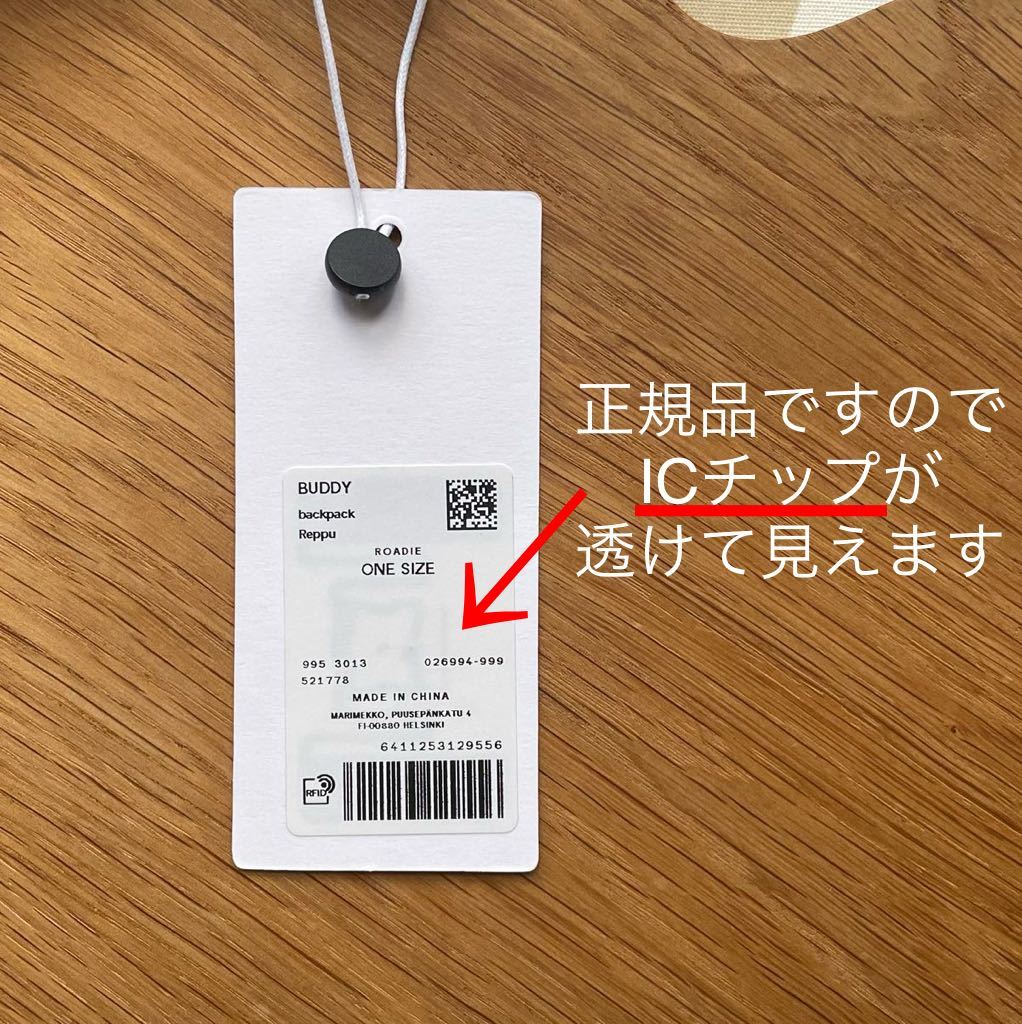 BUDDY
backpack
Reppu
ROADIE
ONE SIZE
995 3013
026994-999
521778
MADE IN CHINA
MARIMEKKO, PUUSEPÄNKATU 4
FI-00880 HELSINKI
6411253129556
RFID
正規品ですので
ICチップが
透けて見えます